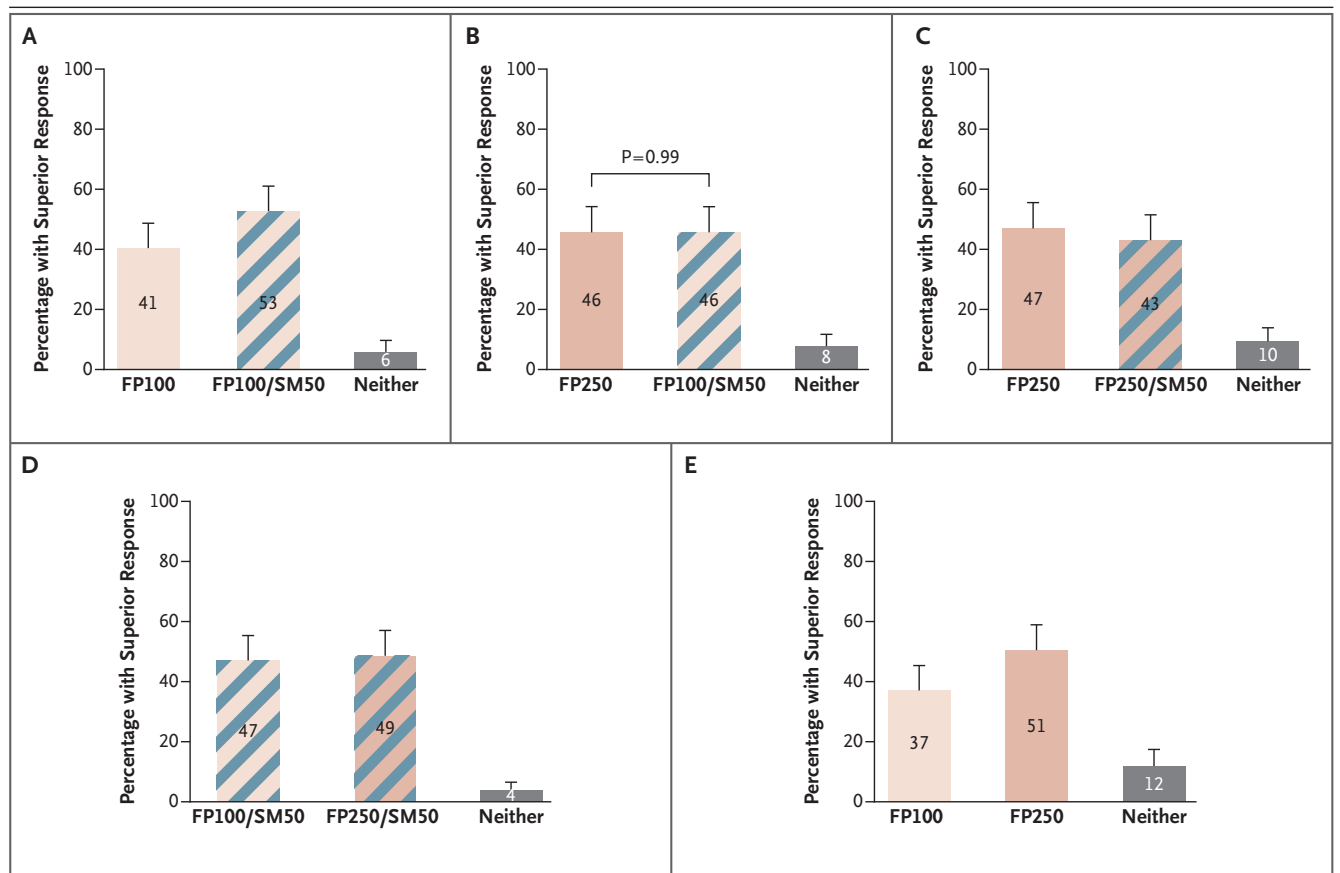 A
Percentage with Superior Response
100
80
60
40
20
0
41
53
6
FP100 FP100/SM50 Neither
B
Percentage with Superior Response
100
80
60
40
20
0
P=0.99
46
46
8
FP250 FP100/SM50 Neither
C
Percentage with Superior Response
100
80
60
40
20
0
47
43
10
FP250 FP250/SM50 Neither
D
Percentage with Superior Response
100
80
60
40
20
0
47
49
4
FP100/SM50 FP250/SM50 Neither
E
Percentage with Superior Response
100
80
60
40
20
0
37
51
12
FP100 FP250 Neither